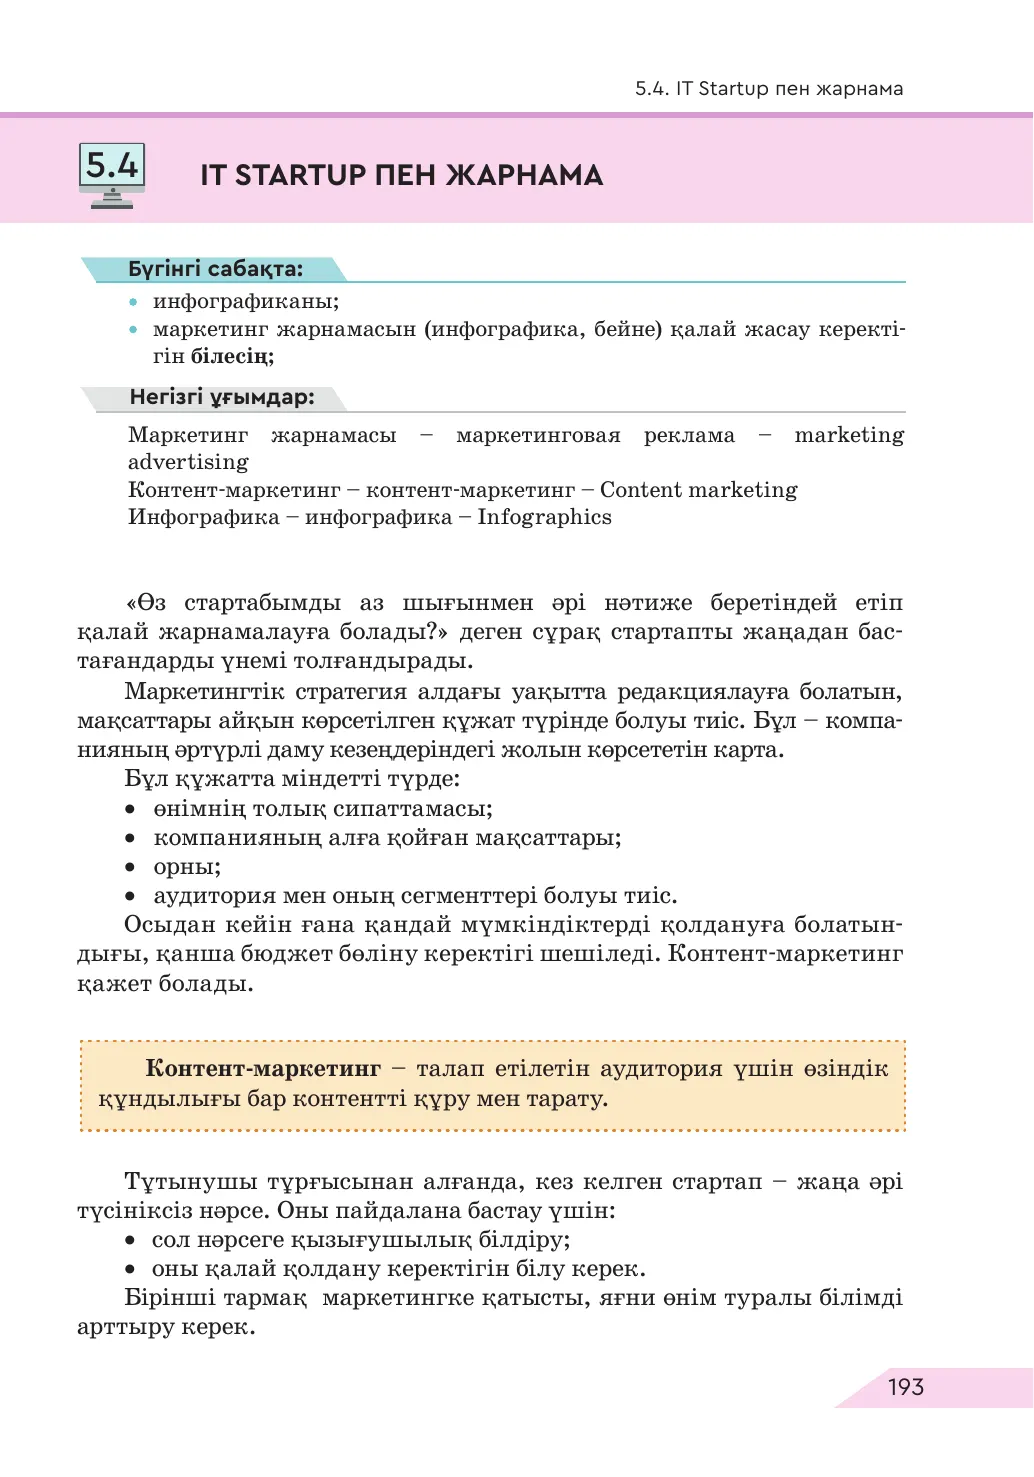 5.4. IT Startup пен жарнама
5.4
IT STARTUP ПЕН ЖАРНАМА
Бүгінгі сабақта:
• инфографиканы;
• маркетинг жарнамасын (инфографика, бейне) қалай жасау керекті-
гін білесің;
Негізгі ұғымдар:
Маркетинг жарнамасы – маркетинговая реклама – marketing
advertising
Контент-маркетинг – контент-маркетинг – Content marketing
Инфографика – инфографика – Infographics
«Өз стартабымды аз шығынмен әрі нәтиже беретіндей етіп
қалай жарнамалауға болады?» деген сұрақ стартапты жаңадан бас-
тағандарды үнемі толғандырады.
Маркетингтік стратегия алдағы уақытта редакциялауға болатын,
мақсаттары айқын көрсетілген құжат түрінде болуы тиіс. Бұл – компа-
нияның әртүрлі даму кезеңдеріндегі жолын көрсететін карта.
Бұл құжатта міндетті түрде:
• өнімнің толық сипаттамасы;
• компанияның алға қойған мақсаттары;
• орны;
• аудитория мен оның сегменттері болуы тиіс.
Осыдан кейін ғана қандай мүмкіндіктерді қолдануға болатын-
дығы, қанша бюджет бөліну керектігі шешіледі. Контент-маркетинг
қажет болады.
Контент-маркетинг – талап етілетін аудитория үшін өзіндік
құндылығы бар контентті құру мен тарату.
Тұтынушы тұрғысынан алғанда, кез келген стартап – жаңа әрі
түсініксіз нәрсе. Оны пайдалана бастау үшін:
• сол нәрсеге қызығушылық білдіру;
• оны қалай қолдану керектігін білу керек.
Бірінші тармақ маркетингке қатысты, яғни өнім туралы білімді
арттыру керек.
193